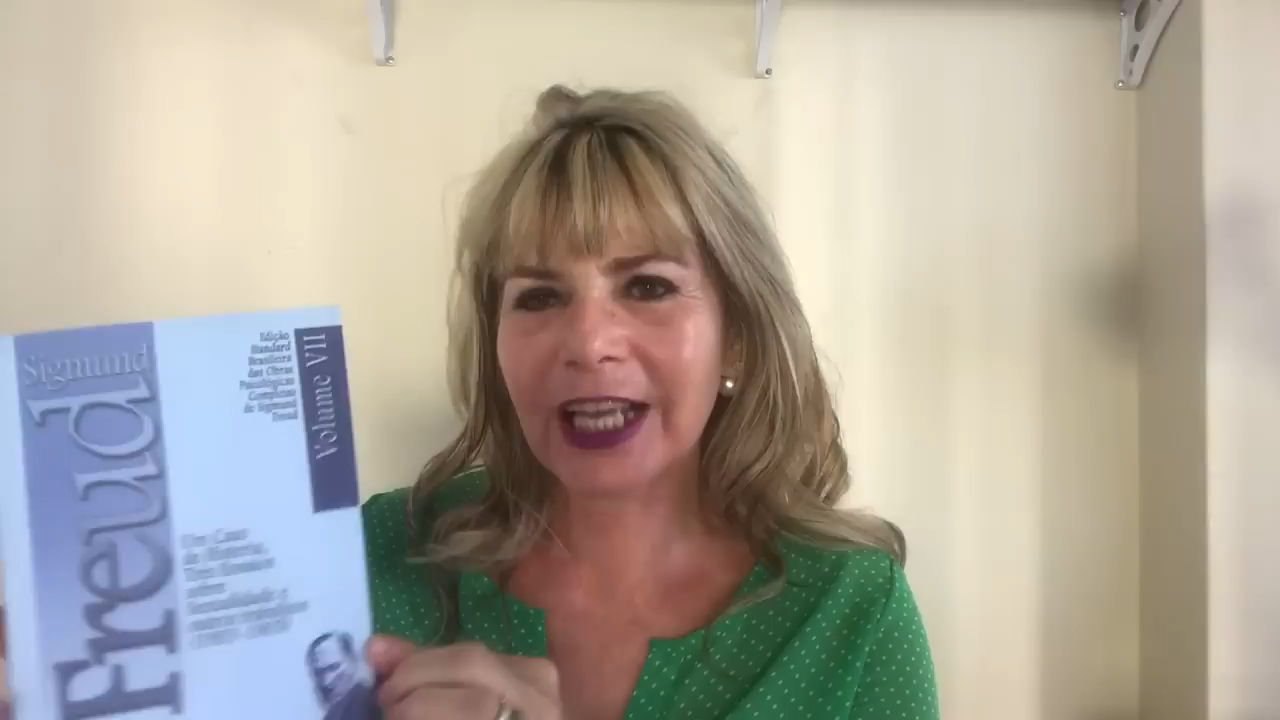 Sigmund
Freud
Edição
Standard
Brasileira
das Obras
Psicológicas
Completas
de Sigmund
Freud
Volume VII
Um Caso
de Histeria,
Três Ensaios
sobre
Sexualidade e